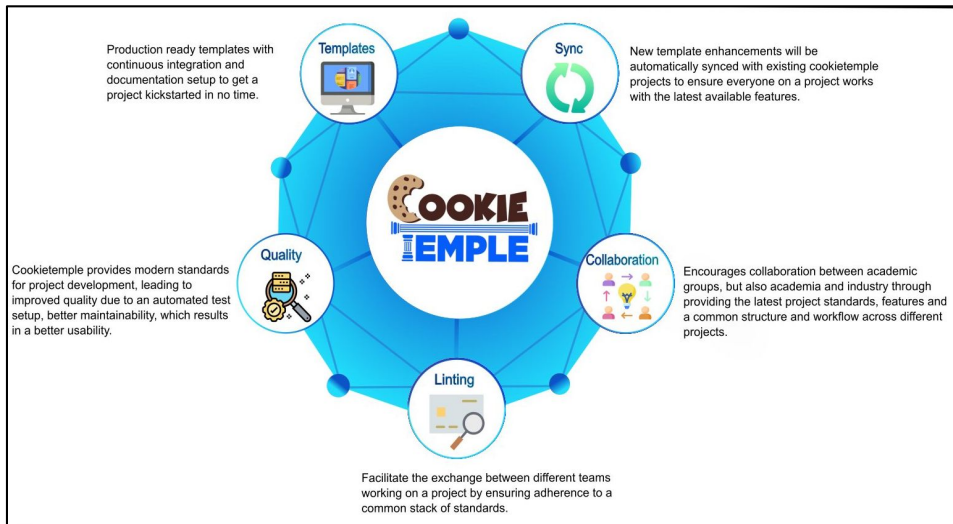 Templates
Production ready templates with
continuous integration and
documentation setup to get a
project kickstarted in no time.
Sync
New template enhancements will be
automatically synced with existing cookietemple
projects to ensure everyone on a project works
with the latest available features.
COOKIE
TEMPLE
Quality
Cookietemple provides modern standards
for project development, leading to
improved quality due to an automated test
setup, better maintainability, which results
in a better usability.
Collaboration
Encourages collaboration between academic
groups, but also academia and industry through
providing the latest project standards, features and
a common structure and workflow across different
projects.
Linting
Facilitate the exchange between different teams
working on a project by ensuring adherence to a
common stack of standards.